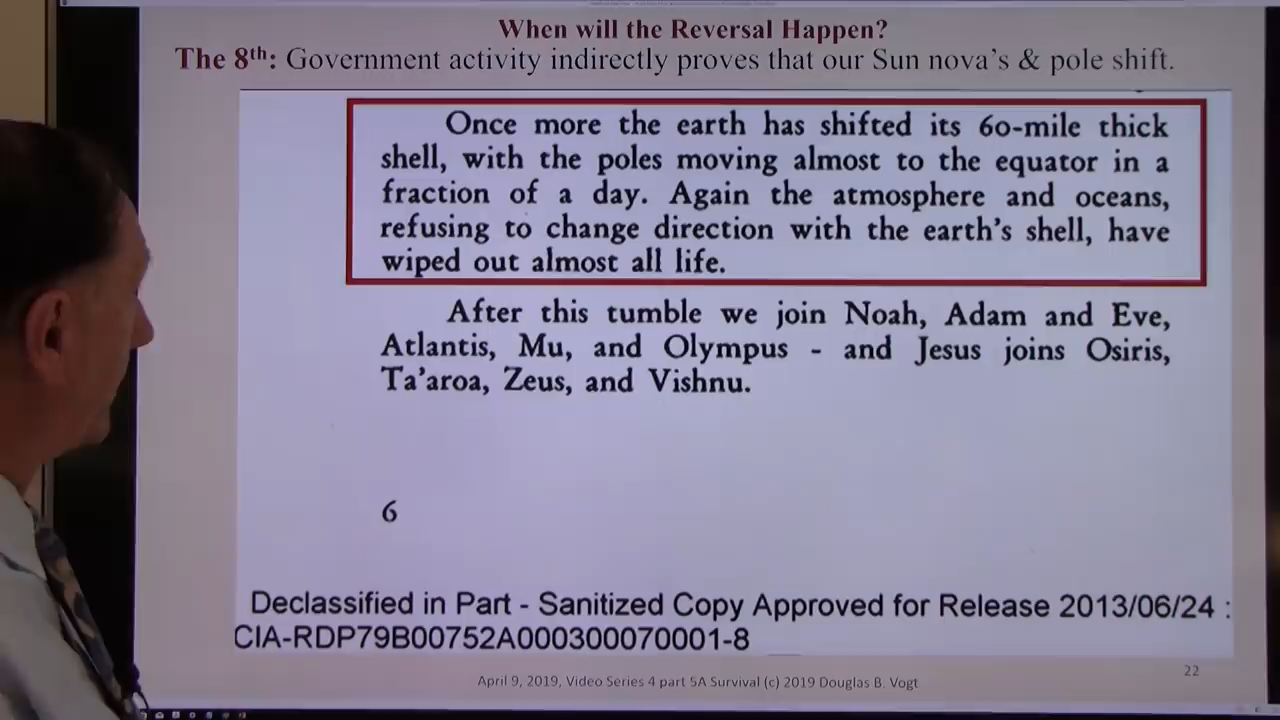 When will the Reversal Happen?
The 8th: Government activity indirectly proves that our Sun nova's & pole shift.
Once more the earth has shifted its 60-mile thick
shell, with the poles moving almost to the equator in a
fraction of a day. Again the atmosphere and oceans,
refusing to change direction with the earth's shell, have
wiped out almost all life.
After this tumble we join Noah, Adam and Eve,
Atlantis, Mu, and Olympus - and Jesus joins Osiris,
Ta'aroa, Zeus, and Vishnu.
6
Declassified in Part - Sanitized Copy Approved for Release 2013/06/24 :
CIA-RDP79B00752A000300070001-8
April 9, 2019, Video Series 4 part 5A Survival (c) 2019 Douglas B. Vogt
22